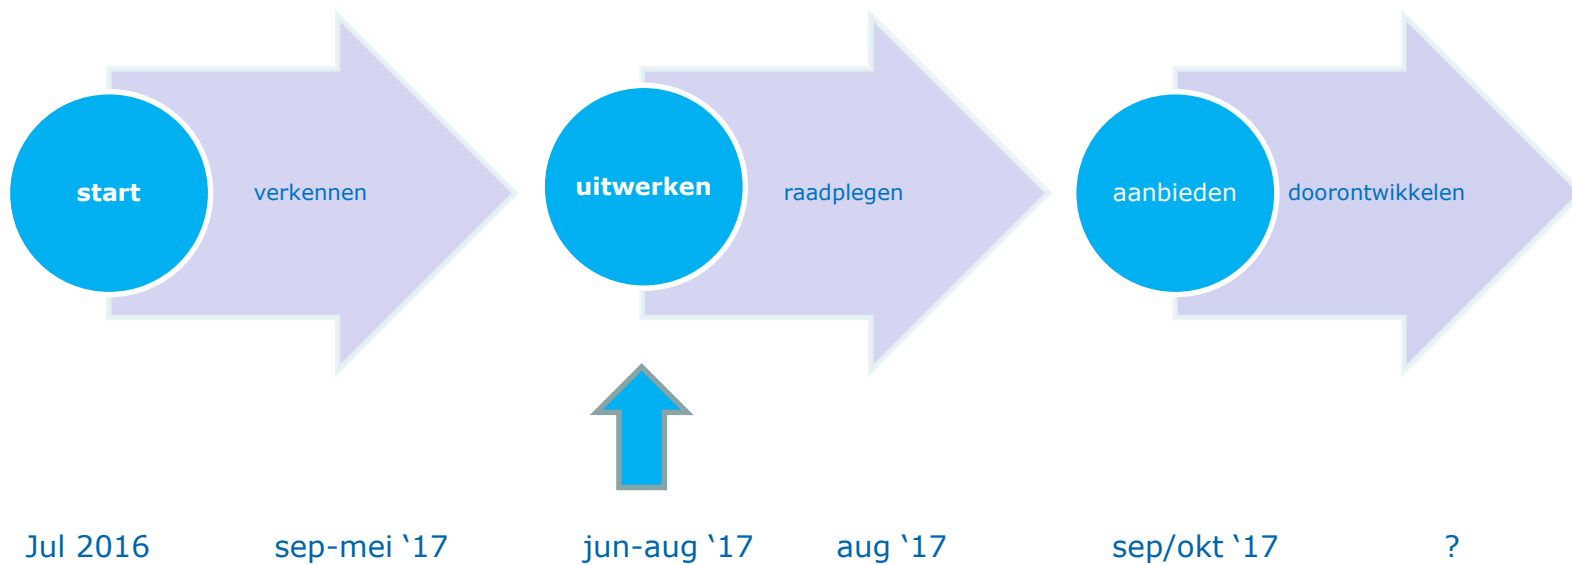 start
verkennen
uitwerken
raadplegen
aanbieden
doorontwikkelen
Jul 2016
sep-mei ‘17
jun-aug ‘17
aug ‘17
sep/okt ‘17
?